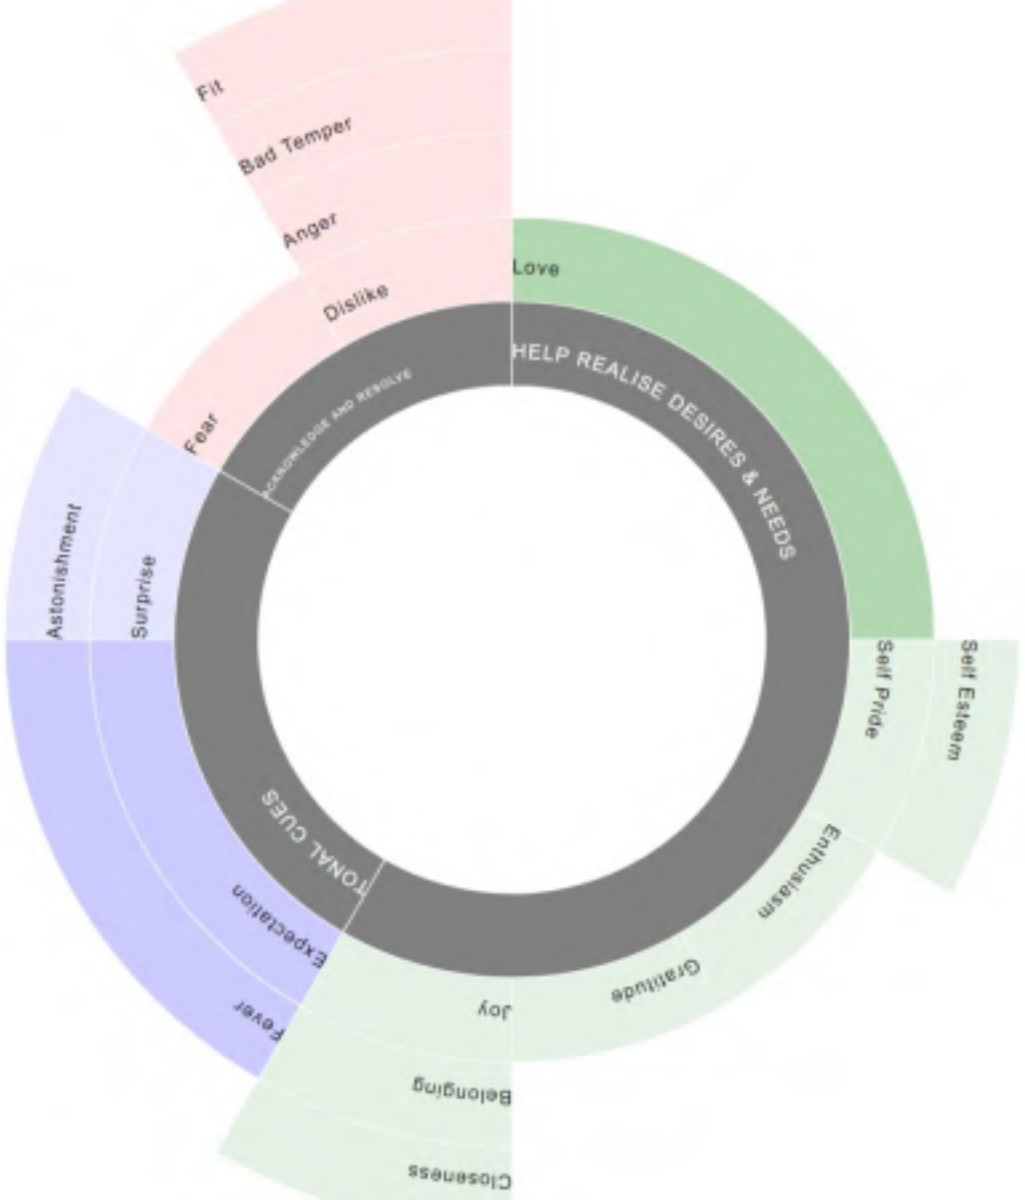 Fit
Bad Temper
Anger
Dislike
Fear
ACKNOWLEDGE AND RESOLVE
Love
HELP REALISE DESIRES & NEEDS
Self Pride
Self Esteem
Enthusiasm
Gratitude
Joy
Belonging
Closeness
TONAL CUES
Expectation
Fever
Surprise
Astonishment